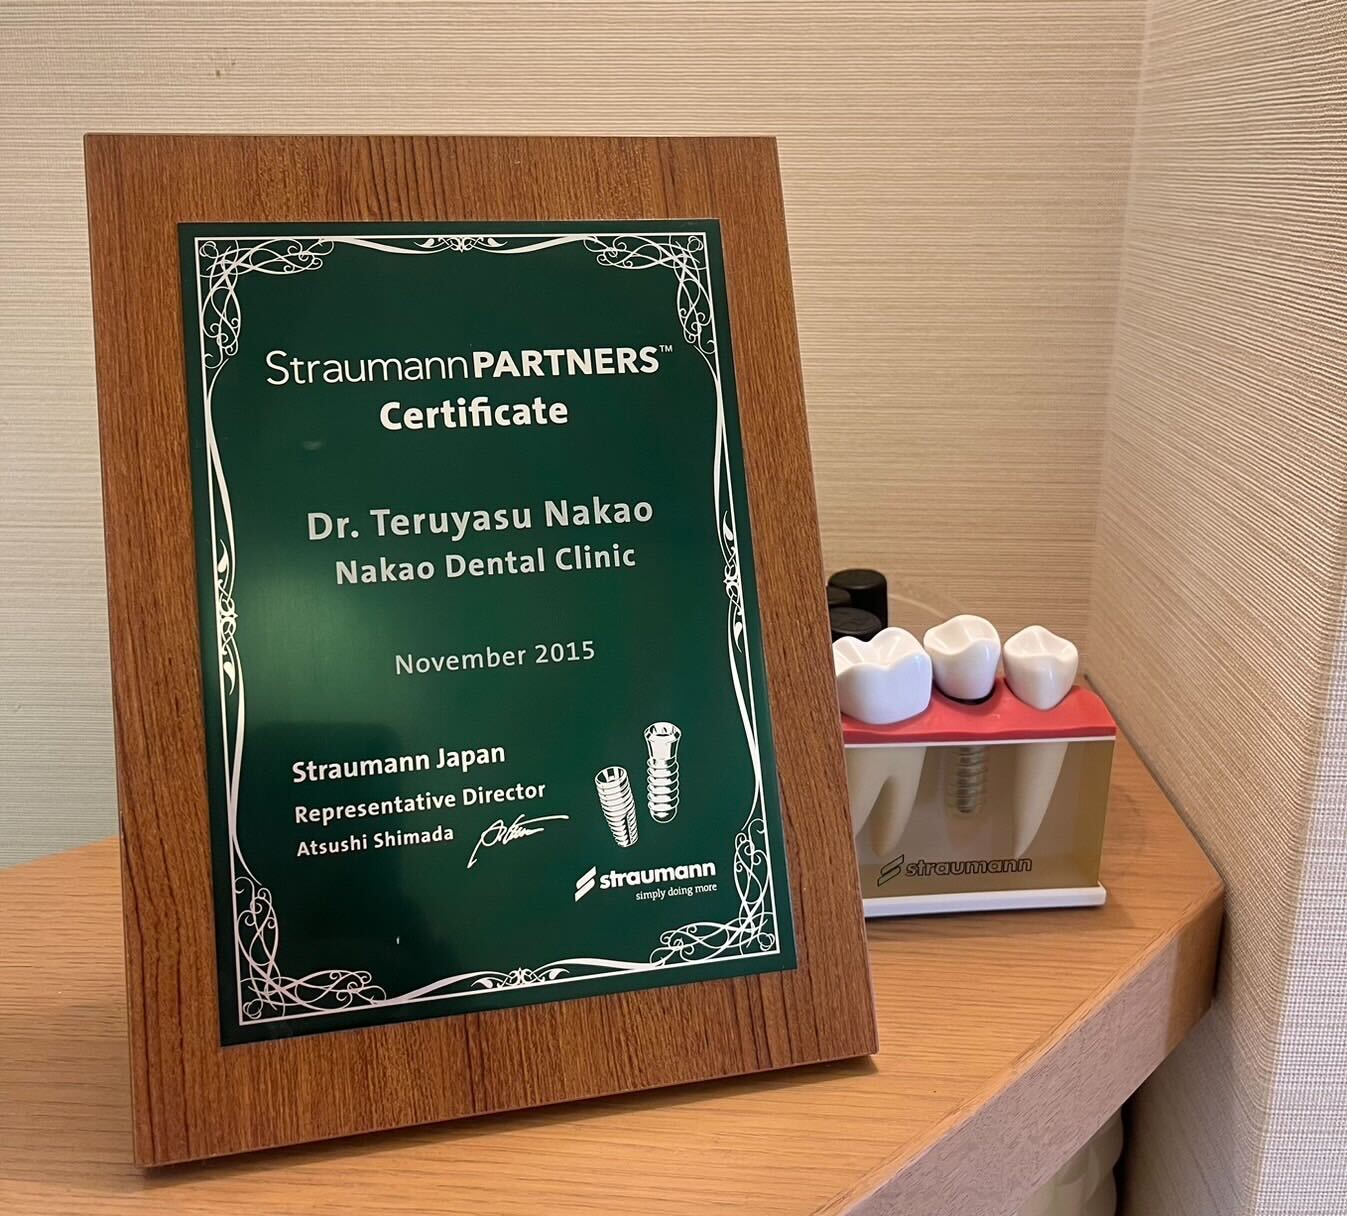 StraumannPARTNERS™
Certificate
Dr. Teruyasu Nakao
Nakao Dental Clinic
November 2015
Straumann Japan
Representative Director
Atsushi Shimada
straumann
simply doing more
straumann